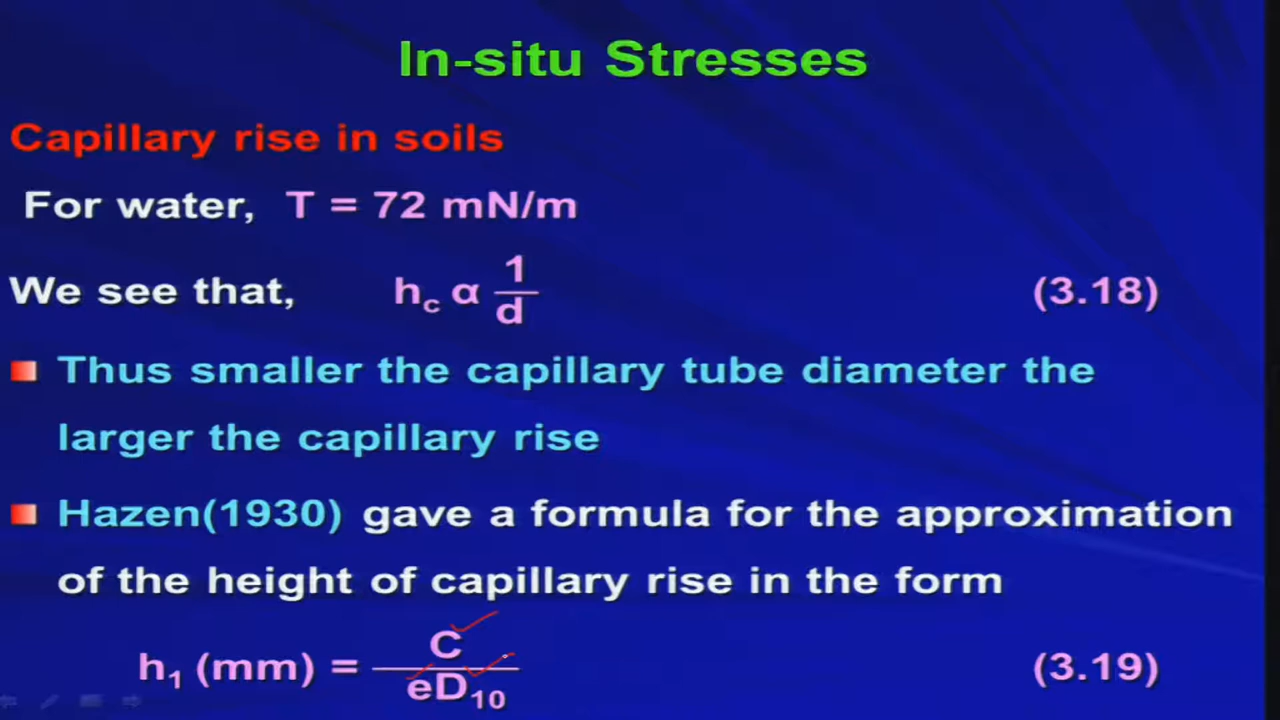 In-situ Stresses
Capillary rise in soils
For water, T = 72 mN/m
We see that, h_c α 1/d (3.18)
Thus smaller the capillary tube diameter the
larger the capillary rise
Hazen(1930) gave a formula for the approximation
of the height of capillary rise in the form
h_1 (mm) = C/eD_10 (3.19)